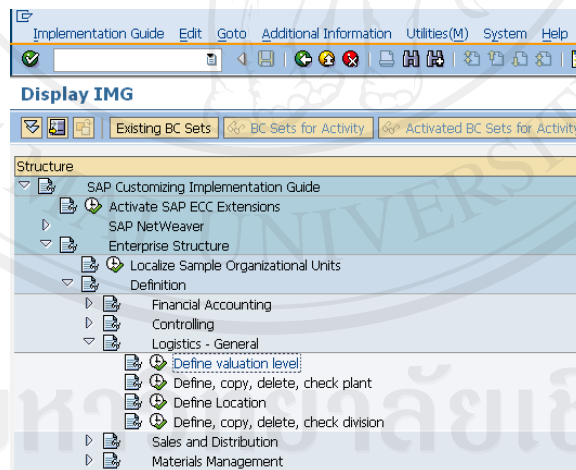 Implementation Guide Edit Goto Additional Information Utilities(M) System Help
Display IMG
Existing BC Sets BC Sets for Activity Activated BC Sets for Activity
Structure
SAP Customizing Implementation Guide
Activate SAP ECC Extensions
SAP NetWeaver
Enterprise Structure
Localize Sample Organizational Units
Definition
Financial Accounting
Controlling
Logistics - General
Define valuation level
Define, copy, delete, check plant
Define Location
Define, copy, delete, check division
Sales and Distribution
Materials Management